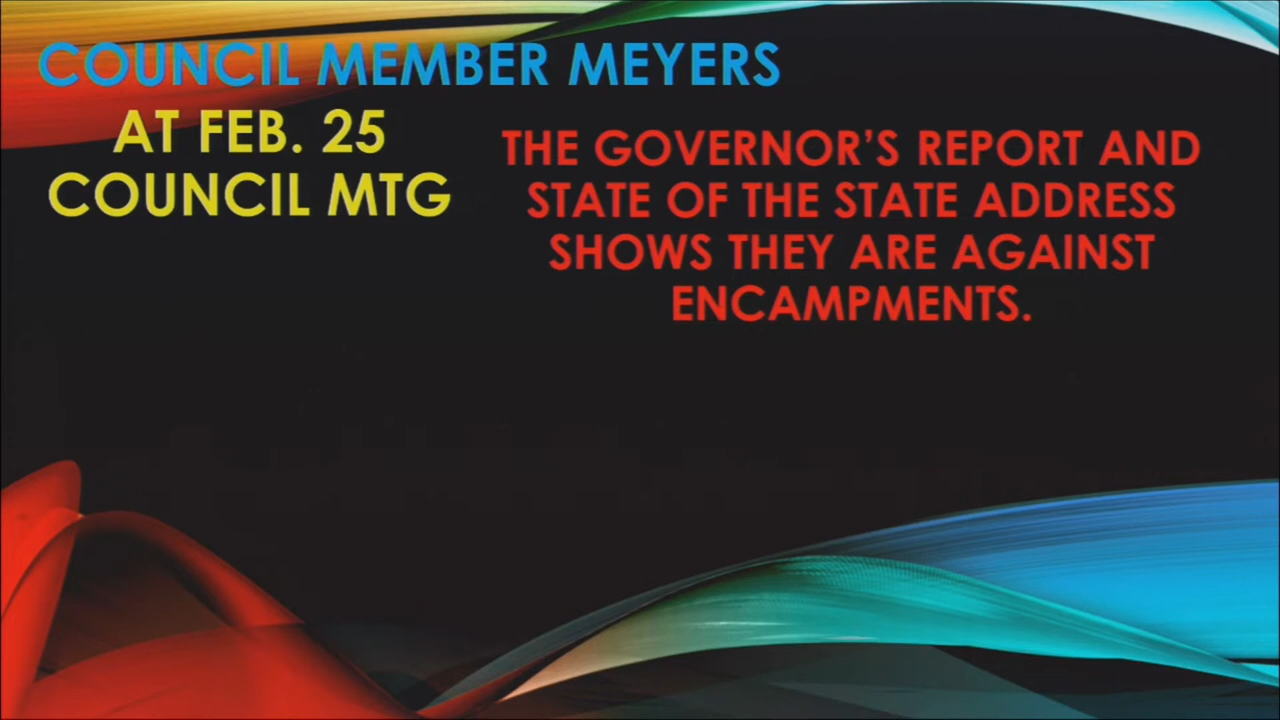 COUNCIL MEMBER MEYERS
AT FEB. 25
COUNCIL MTG
THE GOVERNOR’S REPORT AND
STATE OF THE STATE ADDRESS
SHOWS THEY ARE AGAINST
ENCAMPMENTS.